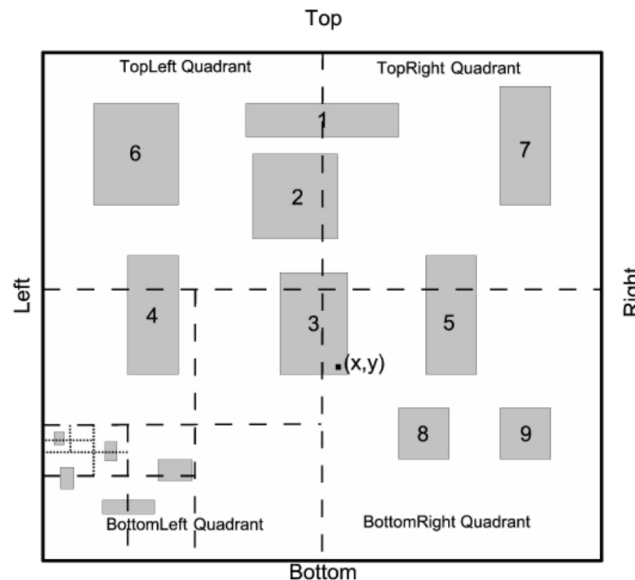 Top
TopLeft Quadrant
TopRight Quadrant
1
6
7
2
Left
Right
4
3
5
(x,y)
8
9
BottomLeft Quadrant
BottomRight Quadrant
Bottom